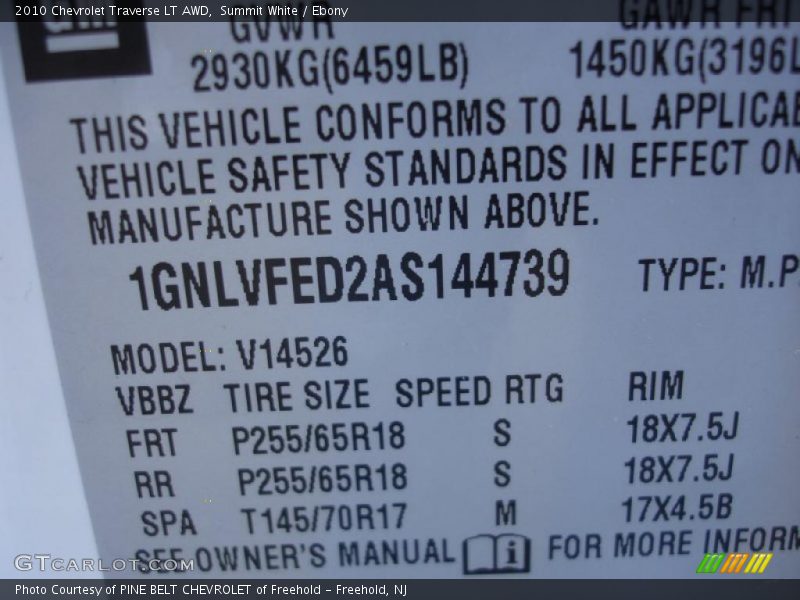 2010 Chevrolet Traverse LT AWD, Summit White / Ebony
gm GVWR GAWR FRT
2930KG(6459LB) 1450KG(3196L
THIS VEHICLE CONFORMS TO ALL APPLICAB
VEHICLE SAFETY STANDARDS IN EFFECT ON
MANUFACTURE SHOWN ABOVE.
1GNLVFED2AS144739 TYPE: M.P.
MODEL: V14526
VBBZ TIRE SIZE SPEED RTG RIM
FRT P255/65R18 S 18X7.5J
RR P255/65R18 S 18X7.5J
SPA T145/70R17 M 17X4.5B
SEE OWNER'S MANUAL i FOR MORE INFORM
GTCarLot.com
Photo Courtesy of PINE BELT CHEVROLET of Freehold - Freehold, NJ